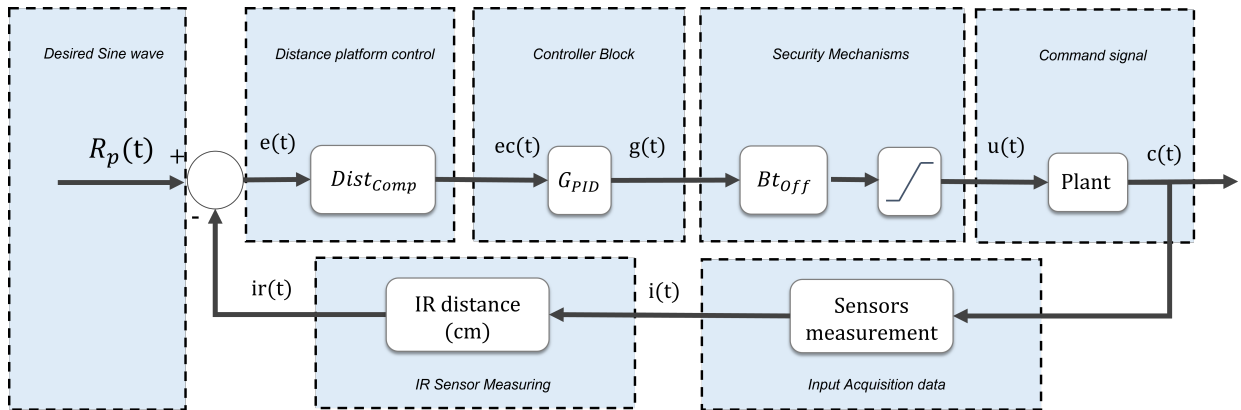 Desired Sine wave
Distance platform control
Controller Block
Security Mechanisms
Command signal
R_p(t)
+
-
e(t)
Dist_Comp
ec(t)
G_PID
g(t)
Bt_Off
u(t)
Plant
c(t)
ir(t)
IR distance
(cm)
i(t)
Sensors
measurement
IR Sensor Measuring
Input Acquisition data